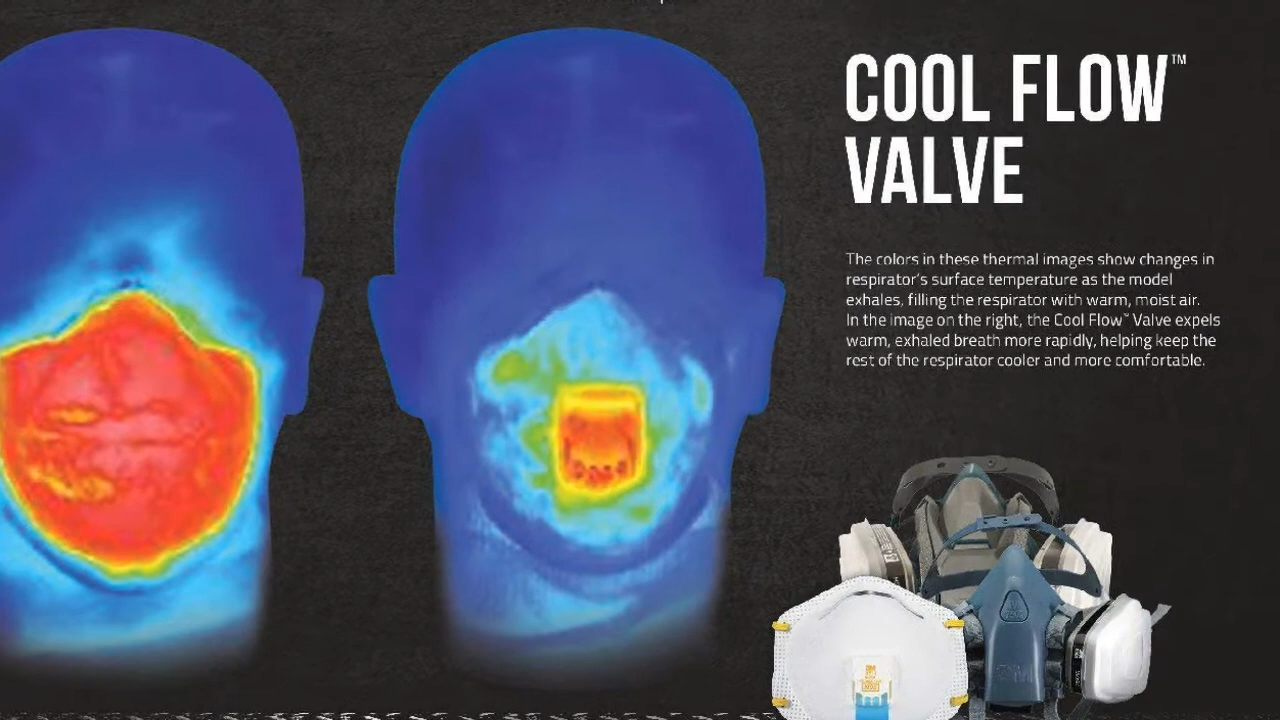 COOL FLOW™
VALVE
The colors in these thermal images show changes in
respirator's surface temperature as the model
exhales, filling the respirator with warm, moist air.
In the image on the right, the Cool Flow™ Valve expels
warm, exhaled breath more rapidly, helping keep the
rest of the respirator cooler and more comfortable.
3M
3M